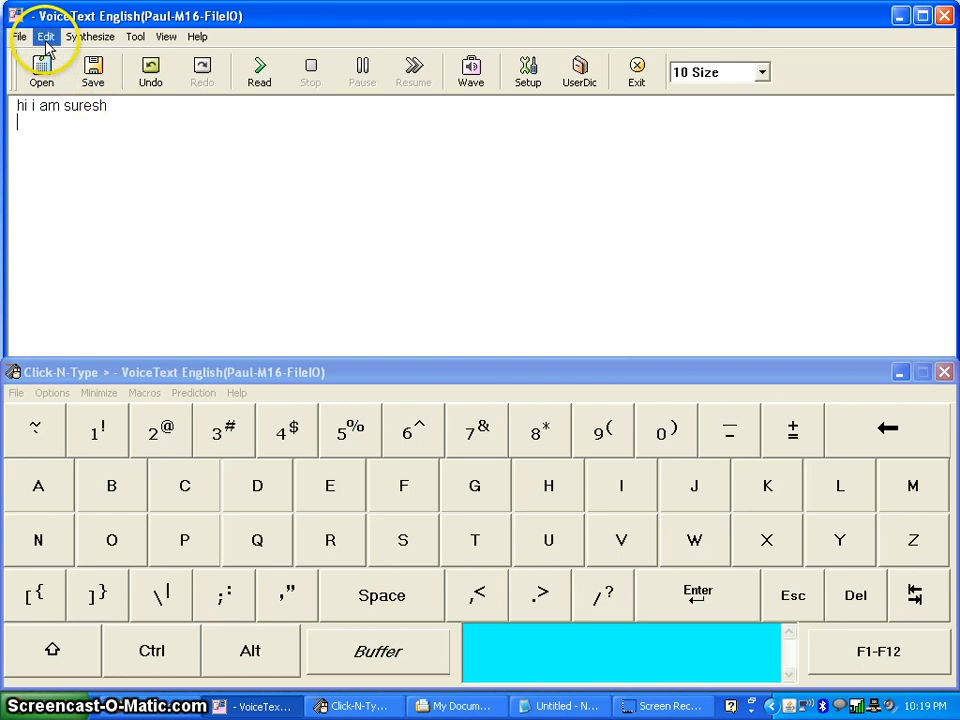 - VoiceText English(Paul-M16-FileIO)
File Edit Synthesize Tool View Help
Open Save Undo Redo Read Stop Pause Resume Wave Setup UserDic Exit 10 Size
hi i am suresh
Click-N-Type > - VoiceText English(Paul-M16-FileIO)
File Options Minimize Macros Prediction Help
~ ` 1! 2@ 3# 4$ 5% 6^ 7& 8* 9( 0) _ - + = ←
A B C D E F G H I J K L M
N O P Q R S T U V W X Y Z
[{ ]} \| ;: ," Space ,< .> /? Enter Esc Del
Ctrl Alt Buffer F1-F12
Screencast-O-Matic.com - VoiceTex... Click-N-Typ... My Docum... Untitled - N... Screen Rec... 10:19 PM